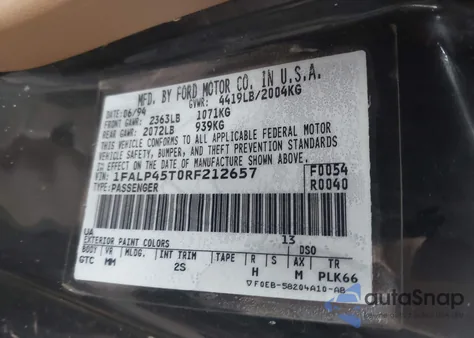 MFD. BY FORD MOTOR CO. IN U.S.A.
DATE: 06/94 GVWR: 4419LB/2004KG
FRONT GAWR: 2363LB 1071KG
REAR GAWR: 2072LB 939KG
THIS VEHICLE CONFORMS TO ALL APPLICABLE FEDERAL MOTOR
VEHICLE SAFETY, BUMPER, AND THEFT PREVENTION STANDARDS
IN EFFECT ON THE DATE OF MANUFACTURE SHOWN ABOVE.
VIN: 1FALP45T0RF212657 F0054
TYPE: PASSENGER R0040
UA 13
EXTERIOR PAINT COLORS DSO
BODY VR MLDG. INT TRIM TAPE R S AX TR
GTC MM 2S H M PLK66
▽ F0EB-58204A10-AB
autoSnap